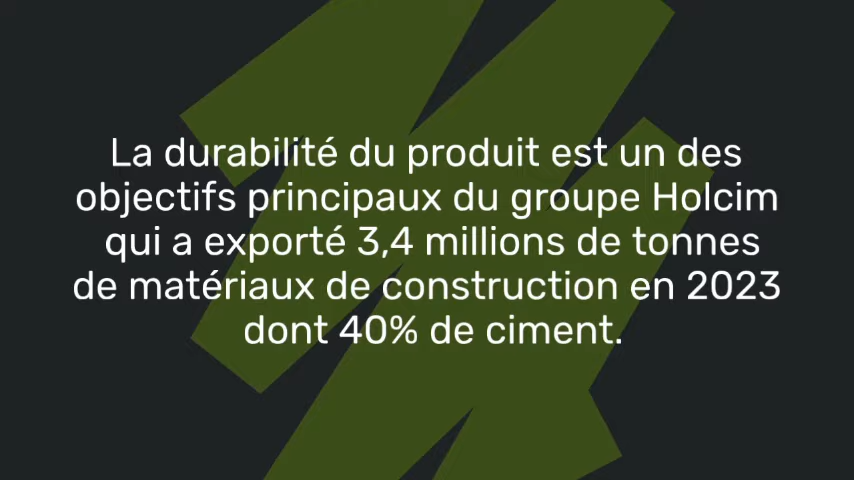 La durabilité du produit est un des
objectifs principaux du groupe Holcim
qui a exporté 3,4 millions de tonnes
de matériaux de construction en 2023
dont 40% de ciment.